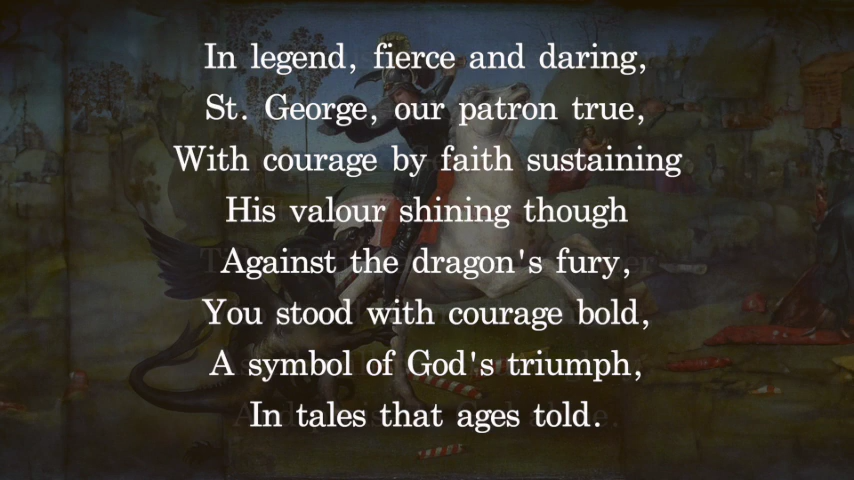 In legend, fierce and daring,
St. George, our patron true,
With courage by faith sustaining
His valour shining though
Against the dragon's fury,
You stood with courage bold,
A symbol of God's triumph,
In tales that ages told.